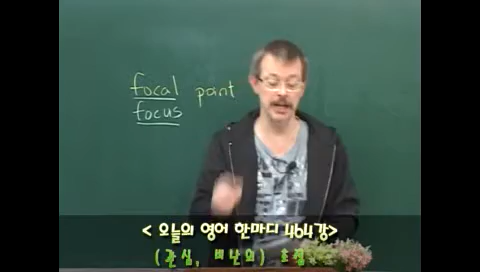 focal point
focus
< 오늘의 영어 한마디 464강>
(관심, 비난의) 초점